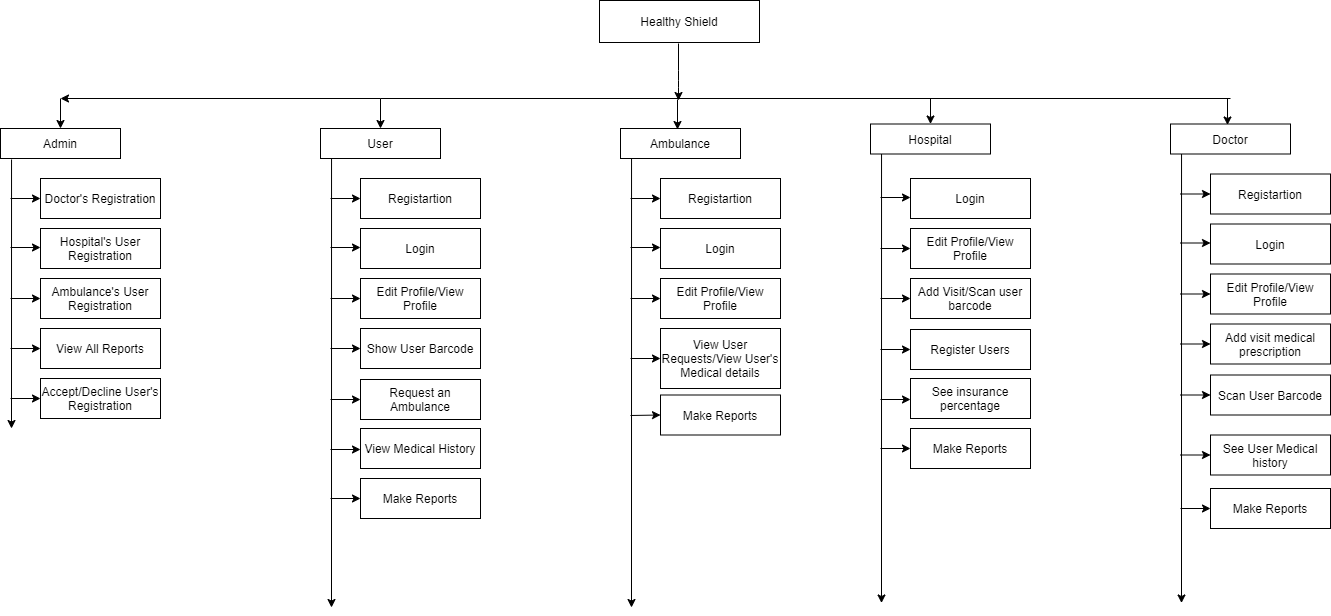 Healthy Shield
Admin
Doctor's Registration
Hospital's User
Registration
Ambulance's User
Registration
View All Reports
Accept/Decline User's
Registration
User
Registartion
Login
Edit Profile/View
Profile
Show User Barcode
Request an
Ambulance
View Medical History
Make Reports
Ambulance
Registartion
Login
Edit Profile/View
Profile
View User
Requests/View User's
Medical details
Make Reports
Hospital
Login
Edit Profile/View
Profile
Add Visit/Scan user
barcode
Register Users
See insurance
percentage
Make Reports
Doctor
Registartion
Login
Edit Profile/View
Profile
Add visit medical
prescription
Scan User Barcode
See User Medical
history
Make Reports